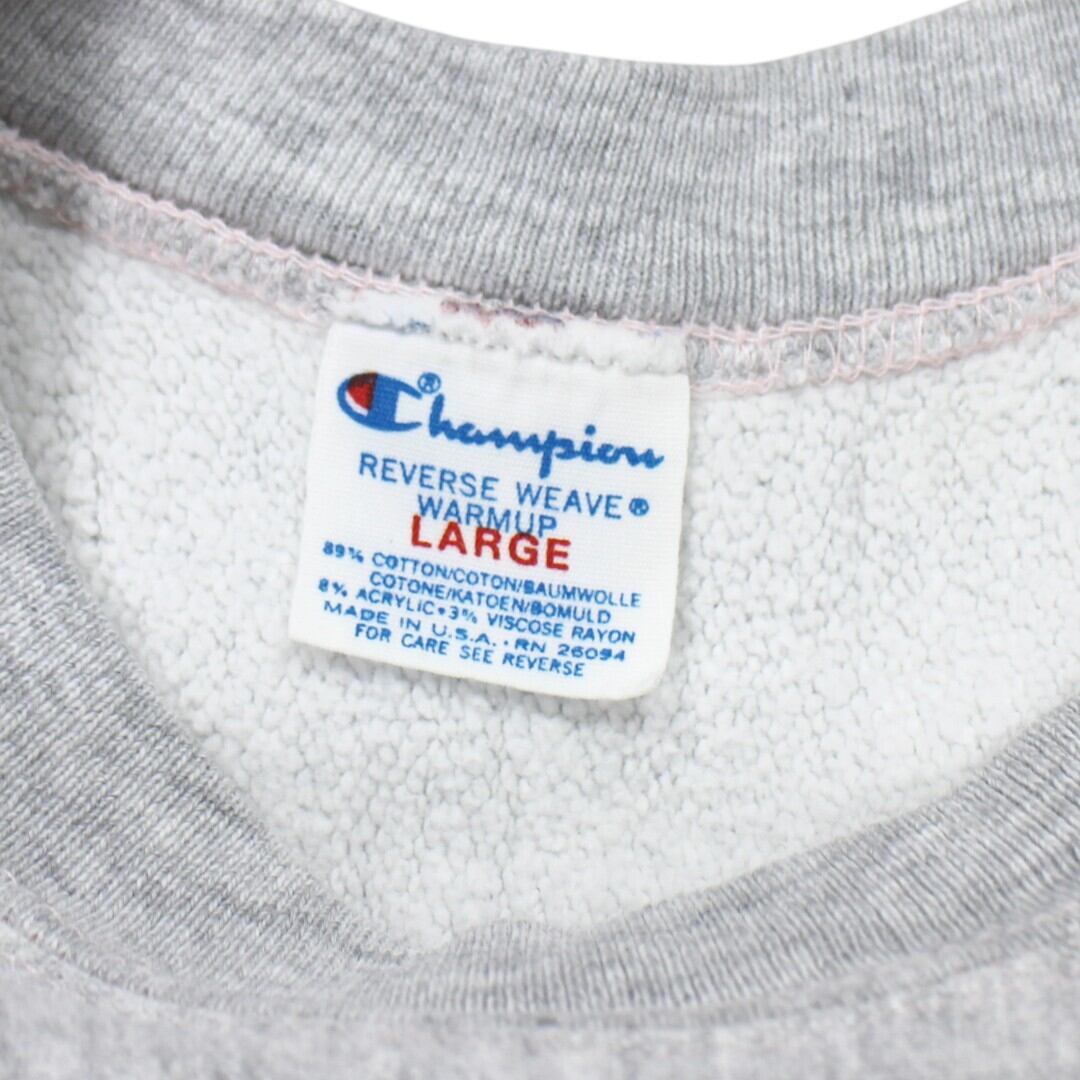 Champion®
REVERSE WEAVE®
WARMUP
LARGE
89% COTTON/COTON/BAUMWOLLE
COTONE/KATOEN/BOMULD
8% ACRYLIC•3% VISCOSE RAYON
MADE IN U.S.A.•RN 26094
FOR CARE SEE REVERSE